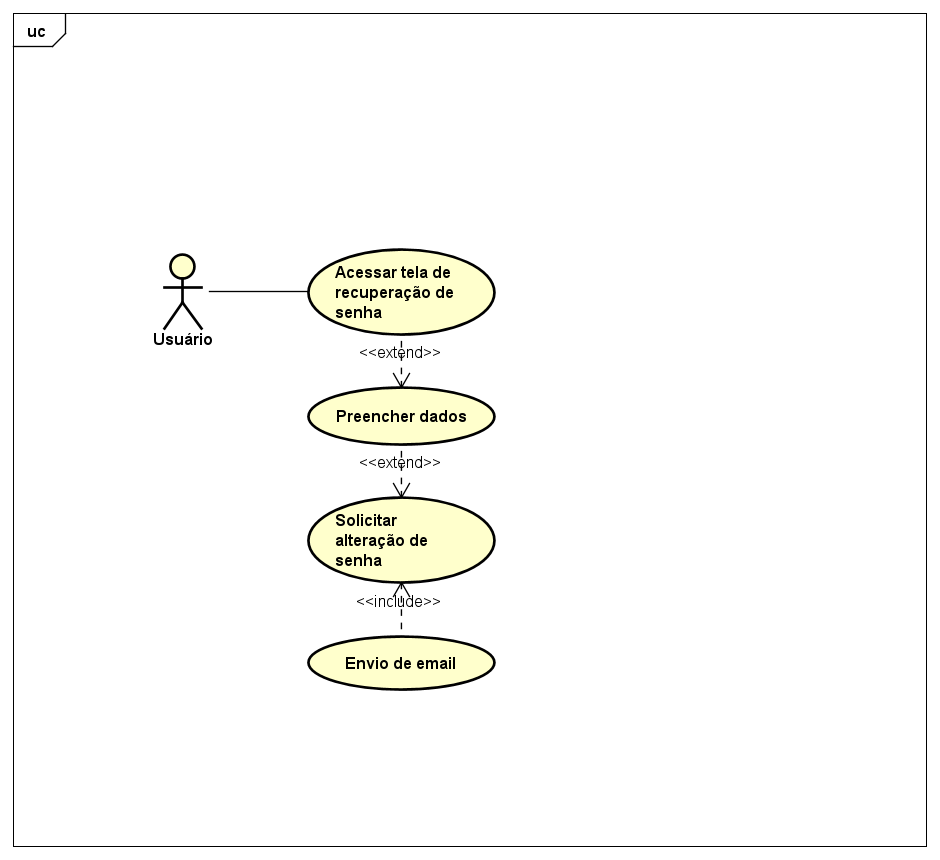 uc
Acessar tela de
recuperação de
senha
Usuário
<<extend>>
Preencher dados
<<extend>>
Solicitar
alteração de
senha
<<include>>
Envio de email